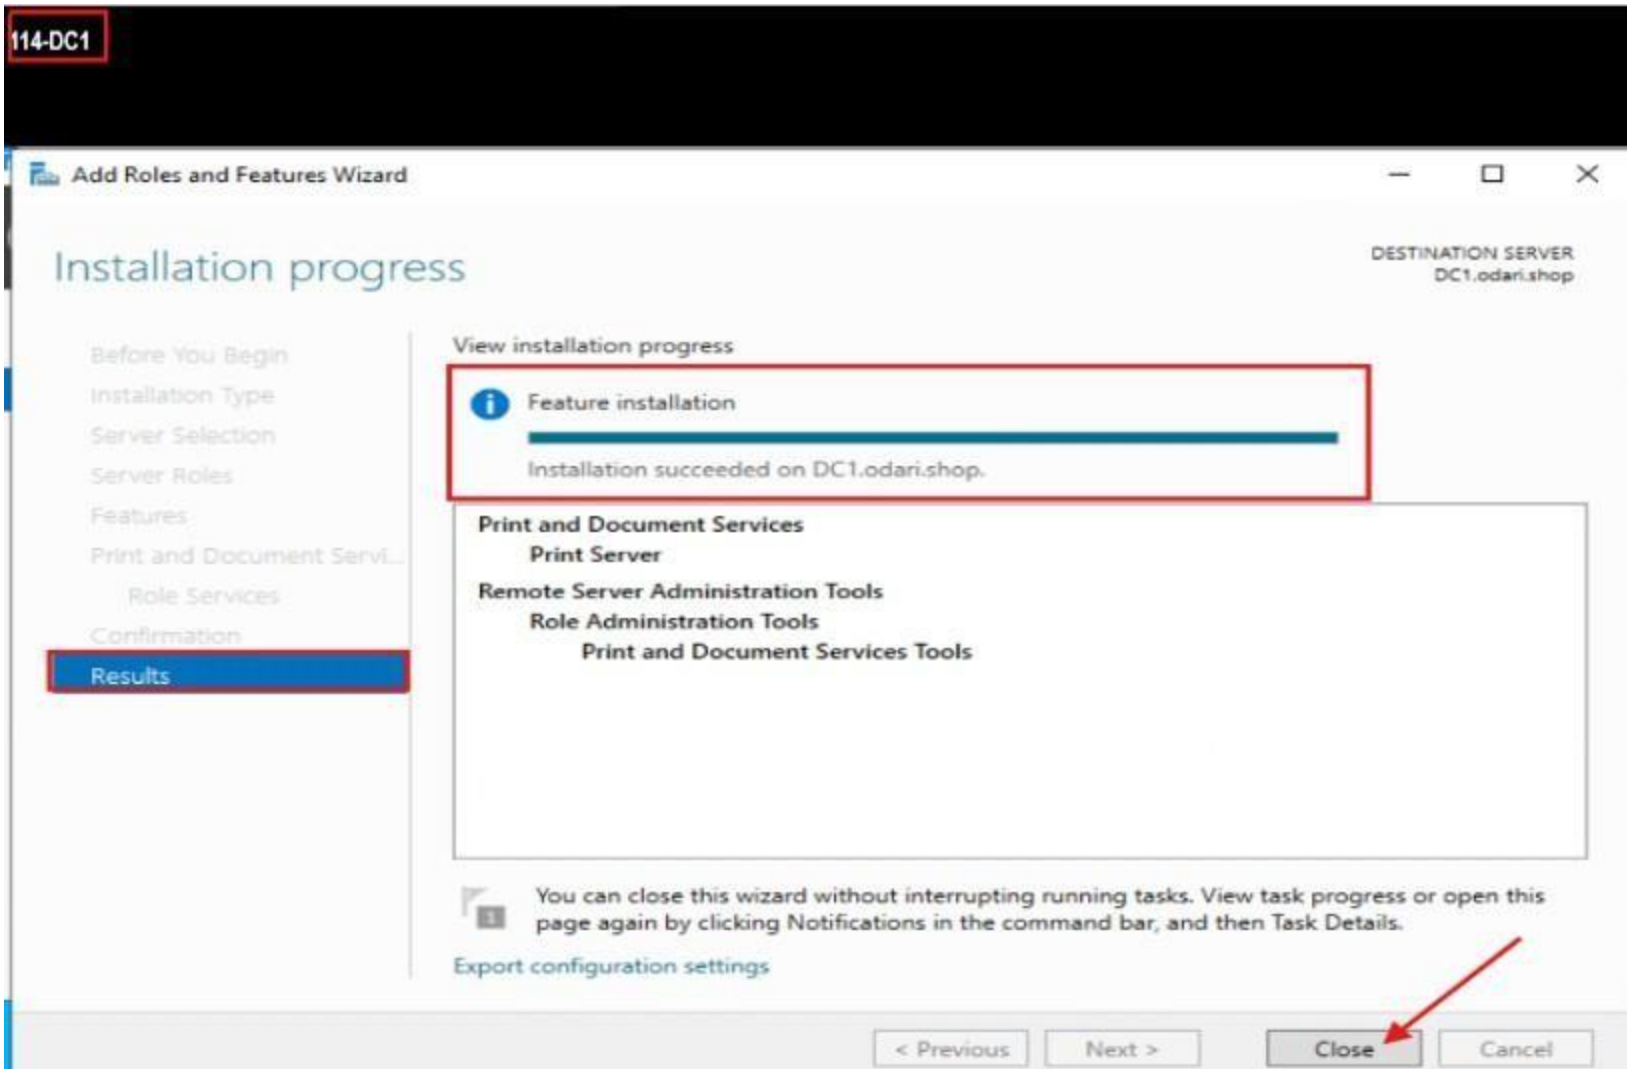 114-DC1
Add Roles and Features Wizard
Installation progress
DESTINATION SERVER
DC1.odari.shop
Before You Begin
Installation Type
Server Selection
Server Roles
Features
Print and Document Servi...
Role Services
Confirmation
Results
View installation progress
Feature installation
Installation succeeded on DC1.odari.shop.
Print and Document Services
Print Server
Remote Server Administration Tools
Role Administration Tools
Print and Document Services Tools
1
You can close this wizard without interrupting running tasks. View task progress or open this
page again by clicking Notifications in the command bar, and then Task Details.
Export configuration settings
< Previous
Next >
Close
Cancel